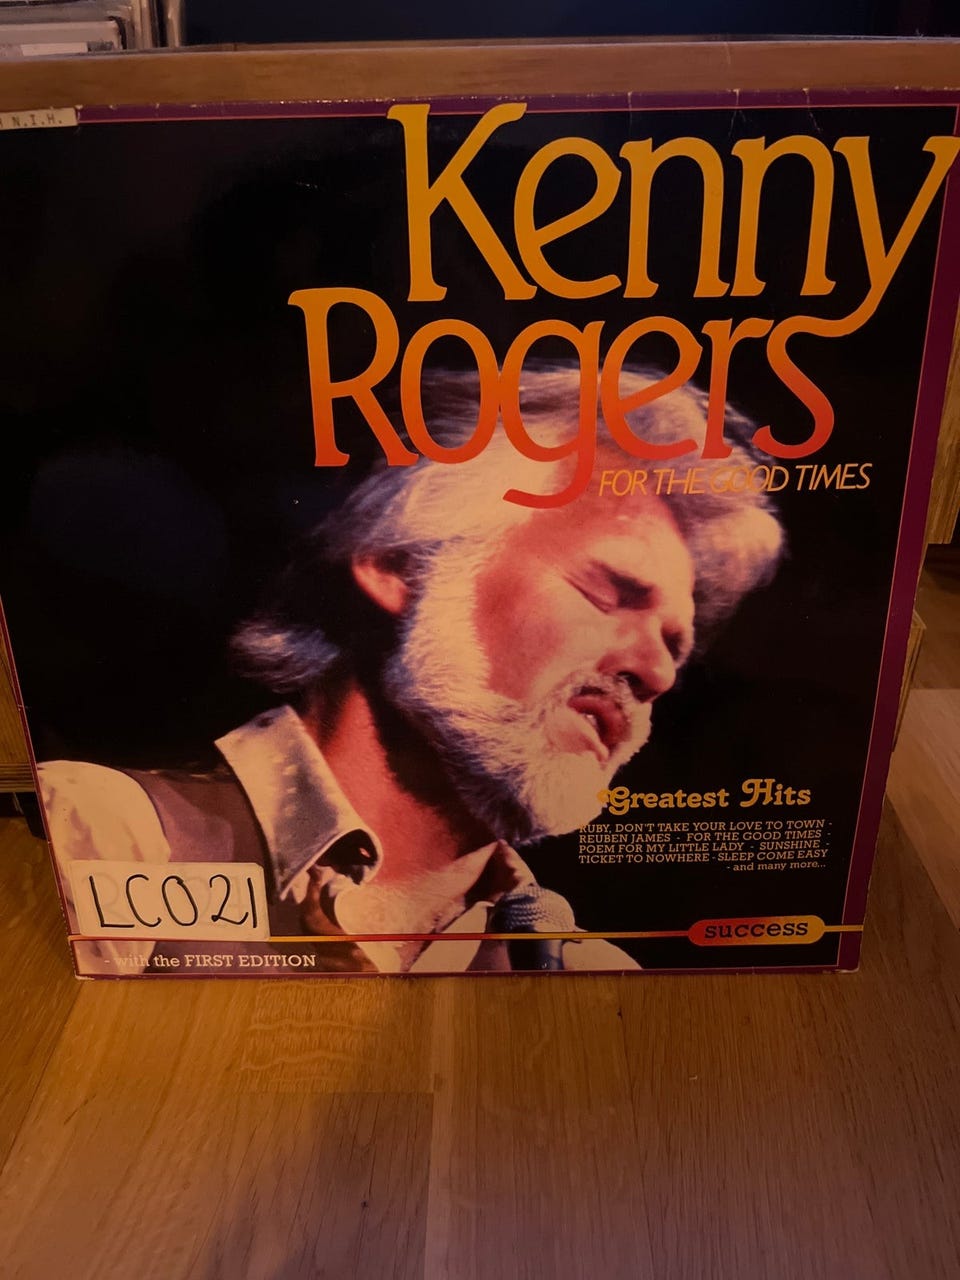 N.I.H.
Kenny
Rogers
FOR THE GOOD TIMES
Greatest Hits
RUBY, DON'T TAKE YOUR LOVE TO TOWN -
REUBEN JAMES - FOR THE GOOD TIMES -
POEM FOR MY LITTLE LADY - SUNSHINE -
TICKET TO NOWHERE - SLEEP COME EASY
- and many more...
LC021
success
- with the FIRST EDITION